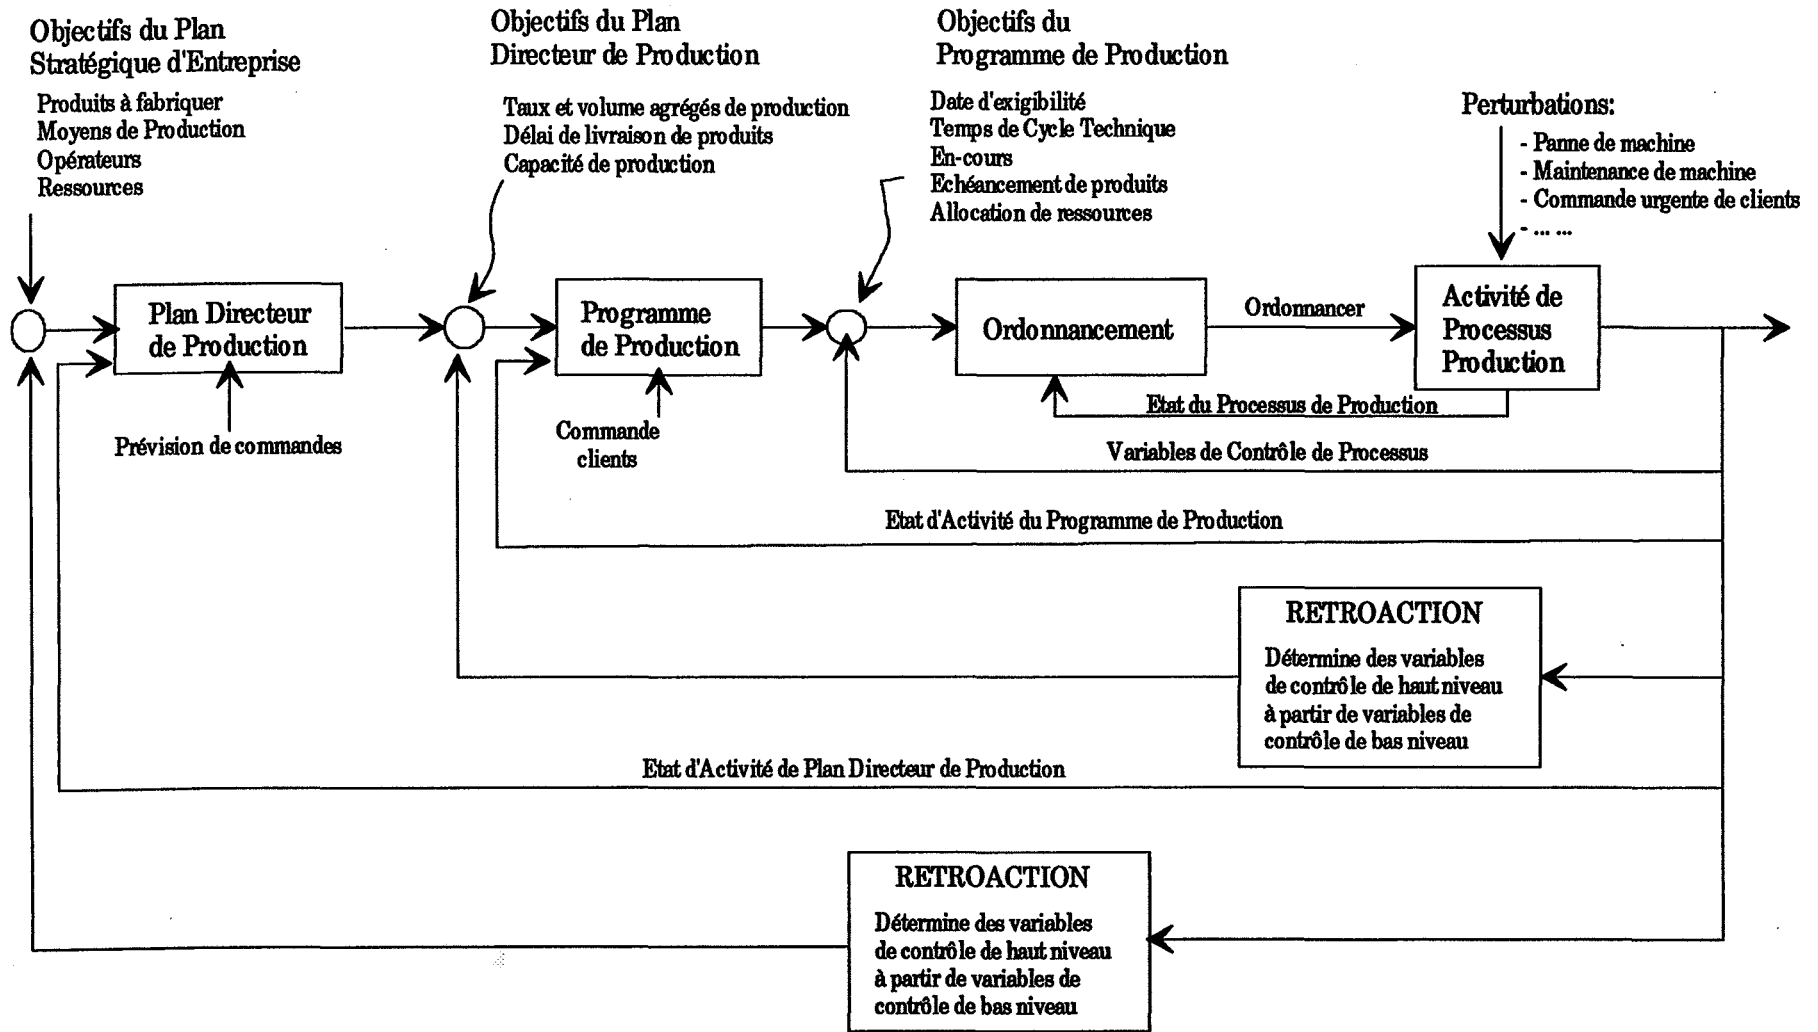 Objectifs du Plan
Stratégique d'Entreprise
Produits à fabriquer
Moyens de Production
Opérateurs
Ressources
Objectifs du Plan
Directeur de Production
Taux et volume agrégés de production
Délai de livraison de produits
Capacité de production
Objectifs du
Programme de Production
Date d'exigibilité
Temps de Cycle Technique
En-cours
Echéancement de produits
Allocation de ressources
Perturbations:
- Panne de machine
- Maintenance de machine
- Commande urgente de clients
- ... ...
Plan Directeur
de Production
Prévision de commandes
Programme
de Production
Commande
clients
Ordonnancement
Ordonnancer
Activité de
Processus
Production
Etat du Processus de Production
Variables de Contrôle de Processus
Etat d'Activité du Programme de Production
RETROACTION
Détermine des variables
de contrôle de haut niveau
à partir de variables de
contrôle de bas niveau
Etat d'Activité de Plan Directeur de Production
RETROACTION
Détermine des variables
de contrôle de haut niveau
à partir de variables de
contrôle de bas niveau